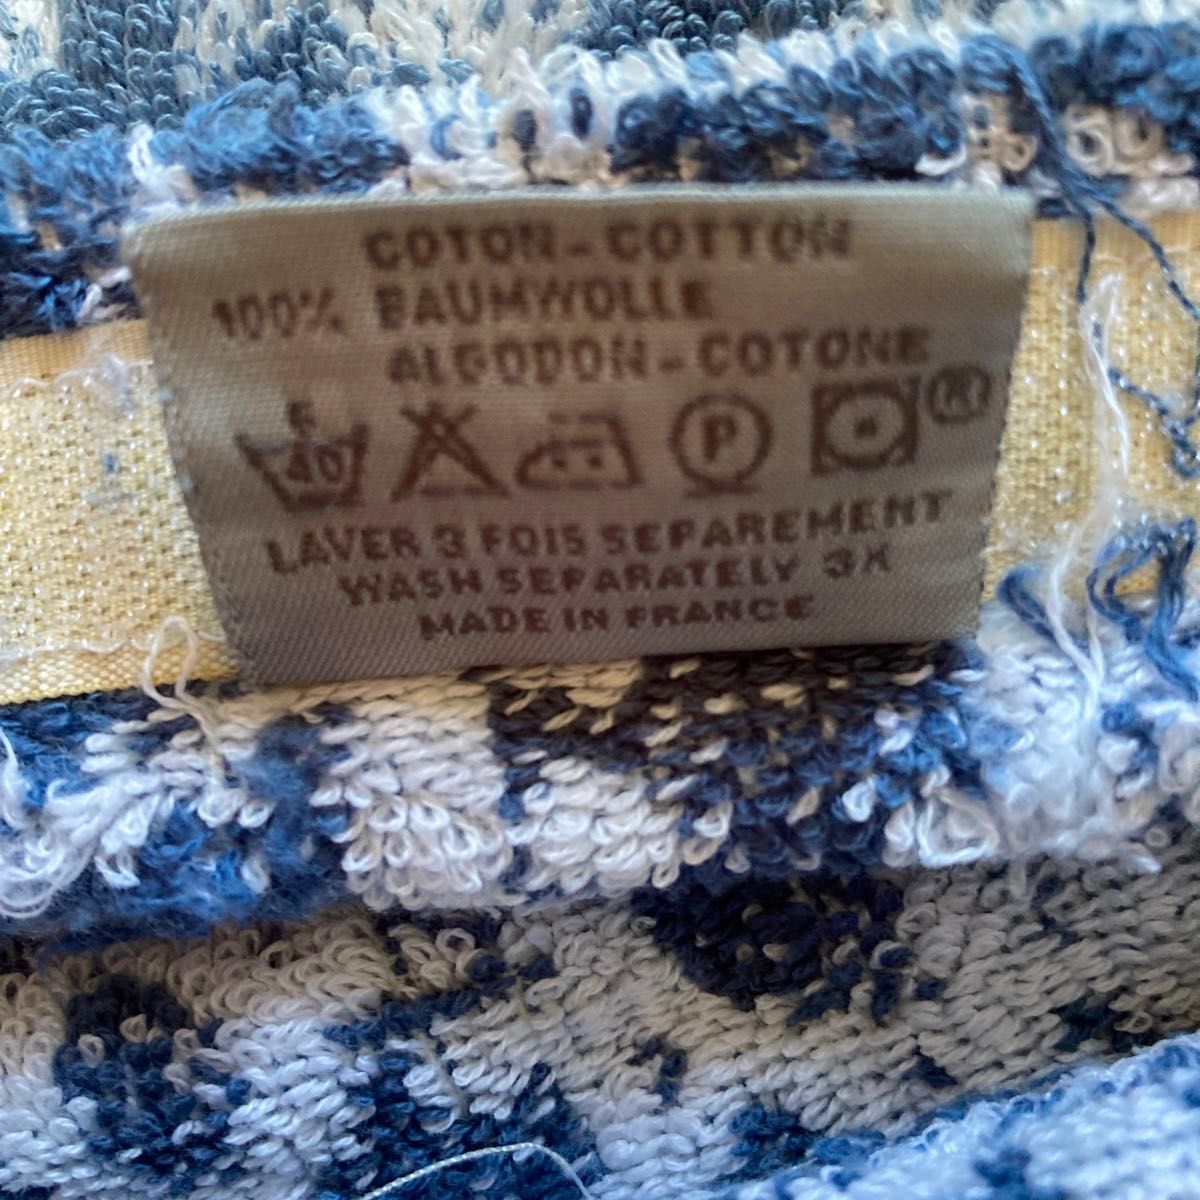 COTON-COTTON
100% BAUMWOLLE
ALGODON-COTONE
40 P ®
LAVER 3 FOIS SEPAREMENT
WASH SEPARATELY 3X
MADE IN FRANCE